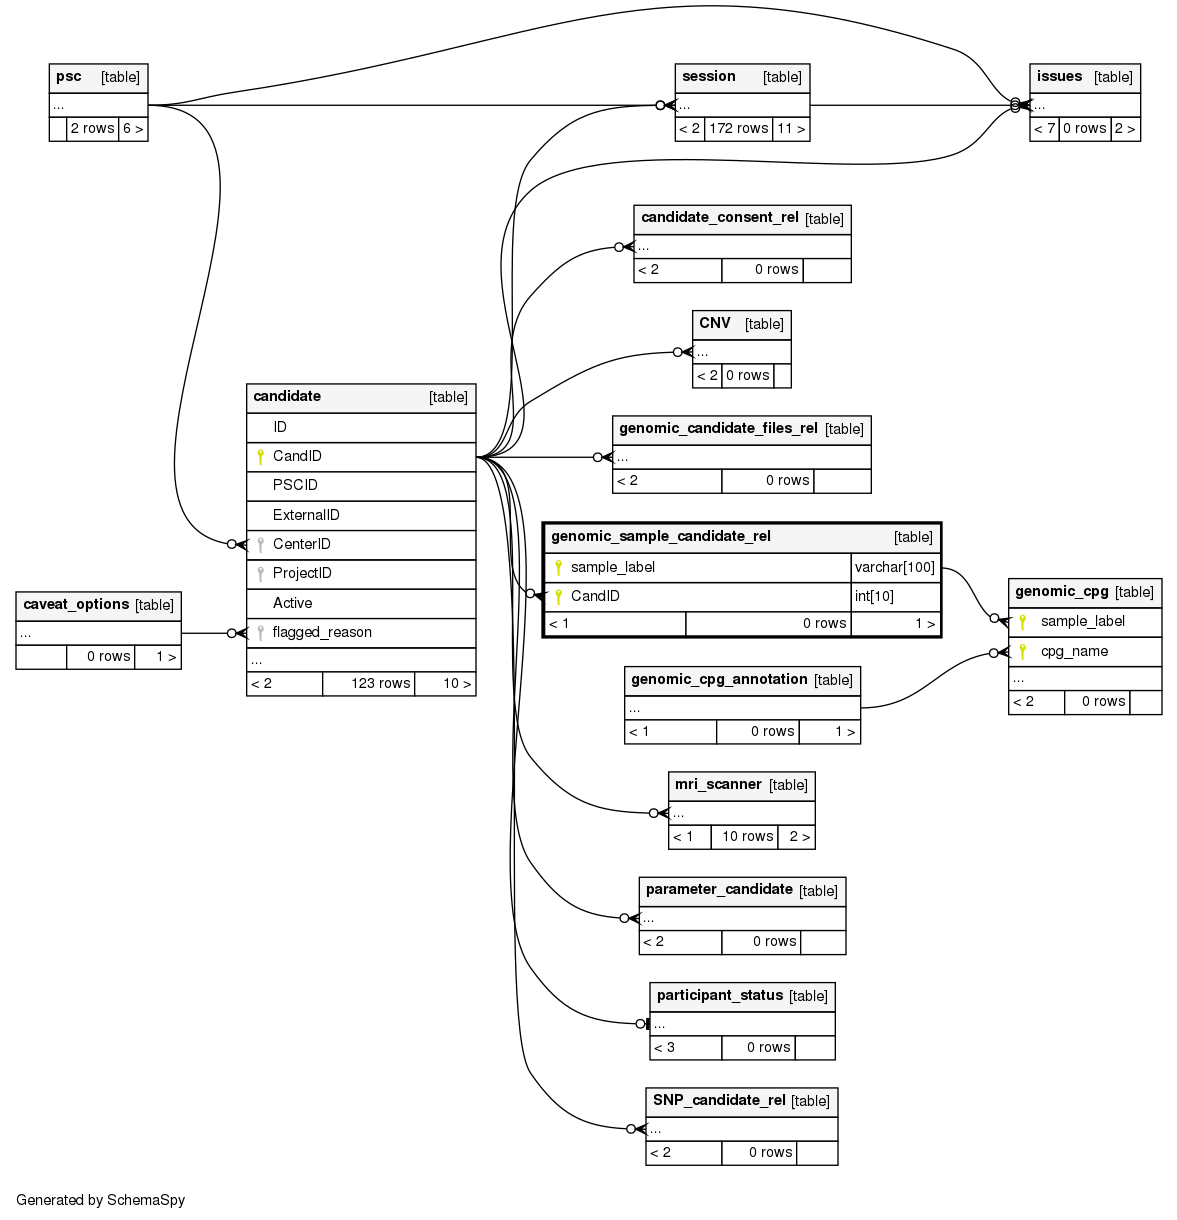 psc [table]
...
2 rows 6 >
session [table]
...
< 2 172 rows 11 >
issues [table]
...
< 7 0 rows 2 >
candidate_consent_rel [table]
...
< 2 0 rows
CNV [table]
...
< 2 0 rows
candidate [table]
ID
CandID
PSCID
ExternalID
CenterID
ProjectID
Active
flagged_reason
...
< 2 123 rows 10 >
genomic_candidate_files_rel [table]
...
< 2 0 rows
genomic_sample_candidate_rel [table]
sample_label varchar[100]
CandID int[10]
< 1 0 rows 1 >
caveat_options [table]
...
0 rows 1 >
genomic_cpg [table]
sample_label
cpg_name
...
< 2 0 rows
genomic_cpg_annotation [table]
...
< 1 0 rows 1 >
mri_scanner [table]
...
< 1 10 rows 2 >
parameter_candidate [table]
...
< 2 0 rows
participant_status [table]
...
< 3 0 rows
SNP_candidate_rel [table]
...
< 2 0 rows
Generated by SchemaSpy